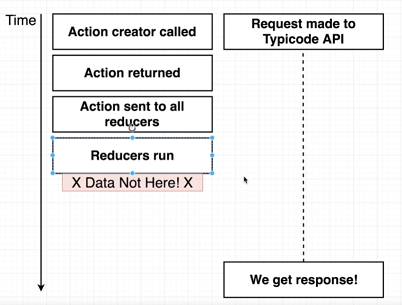 Time
Action creator called
Request made to
Typicode API
Action returned
Action sent to all
reducers
Reducers run
X Data Not Here! X
We get response!